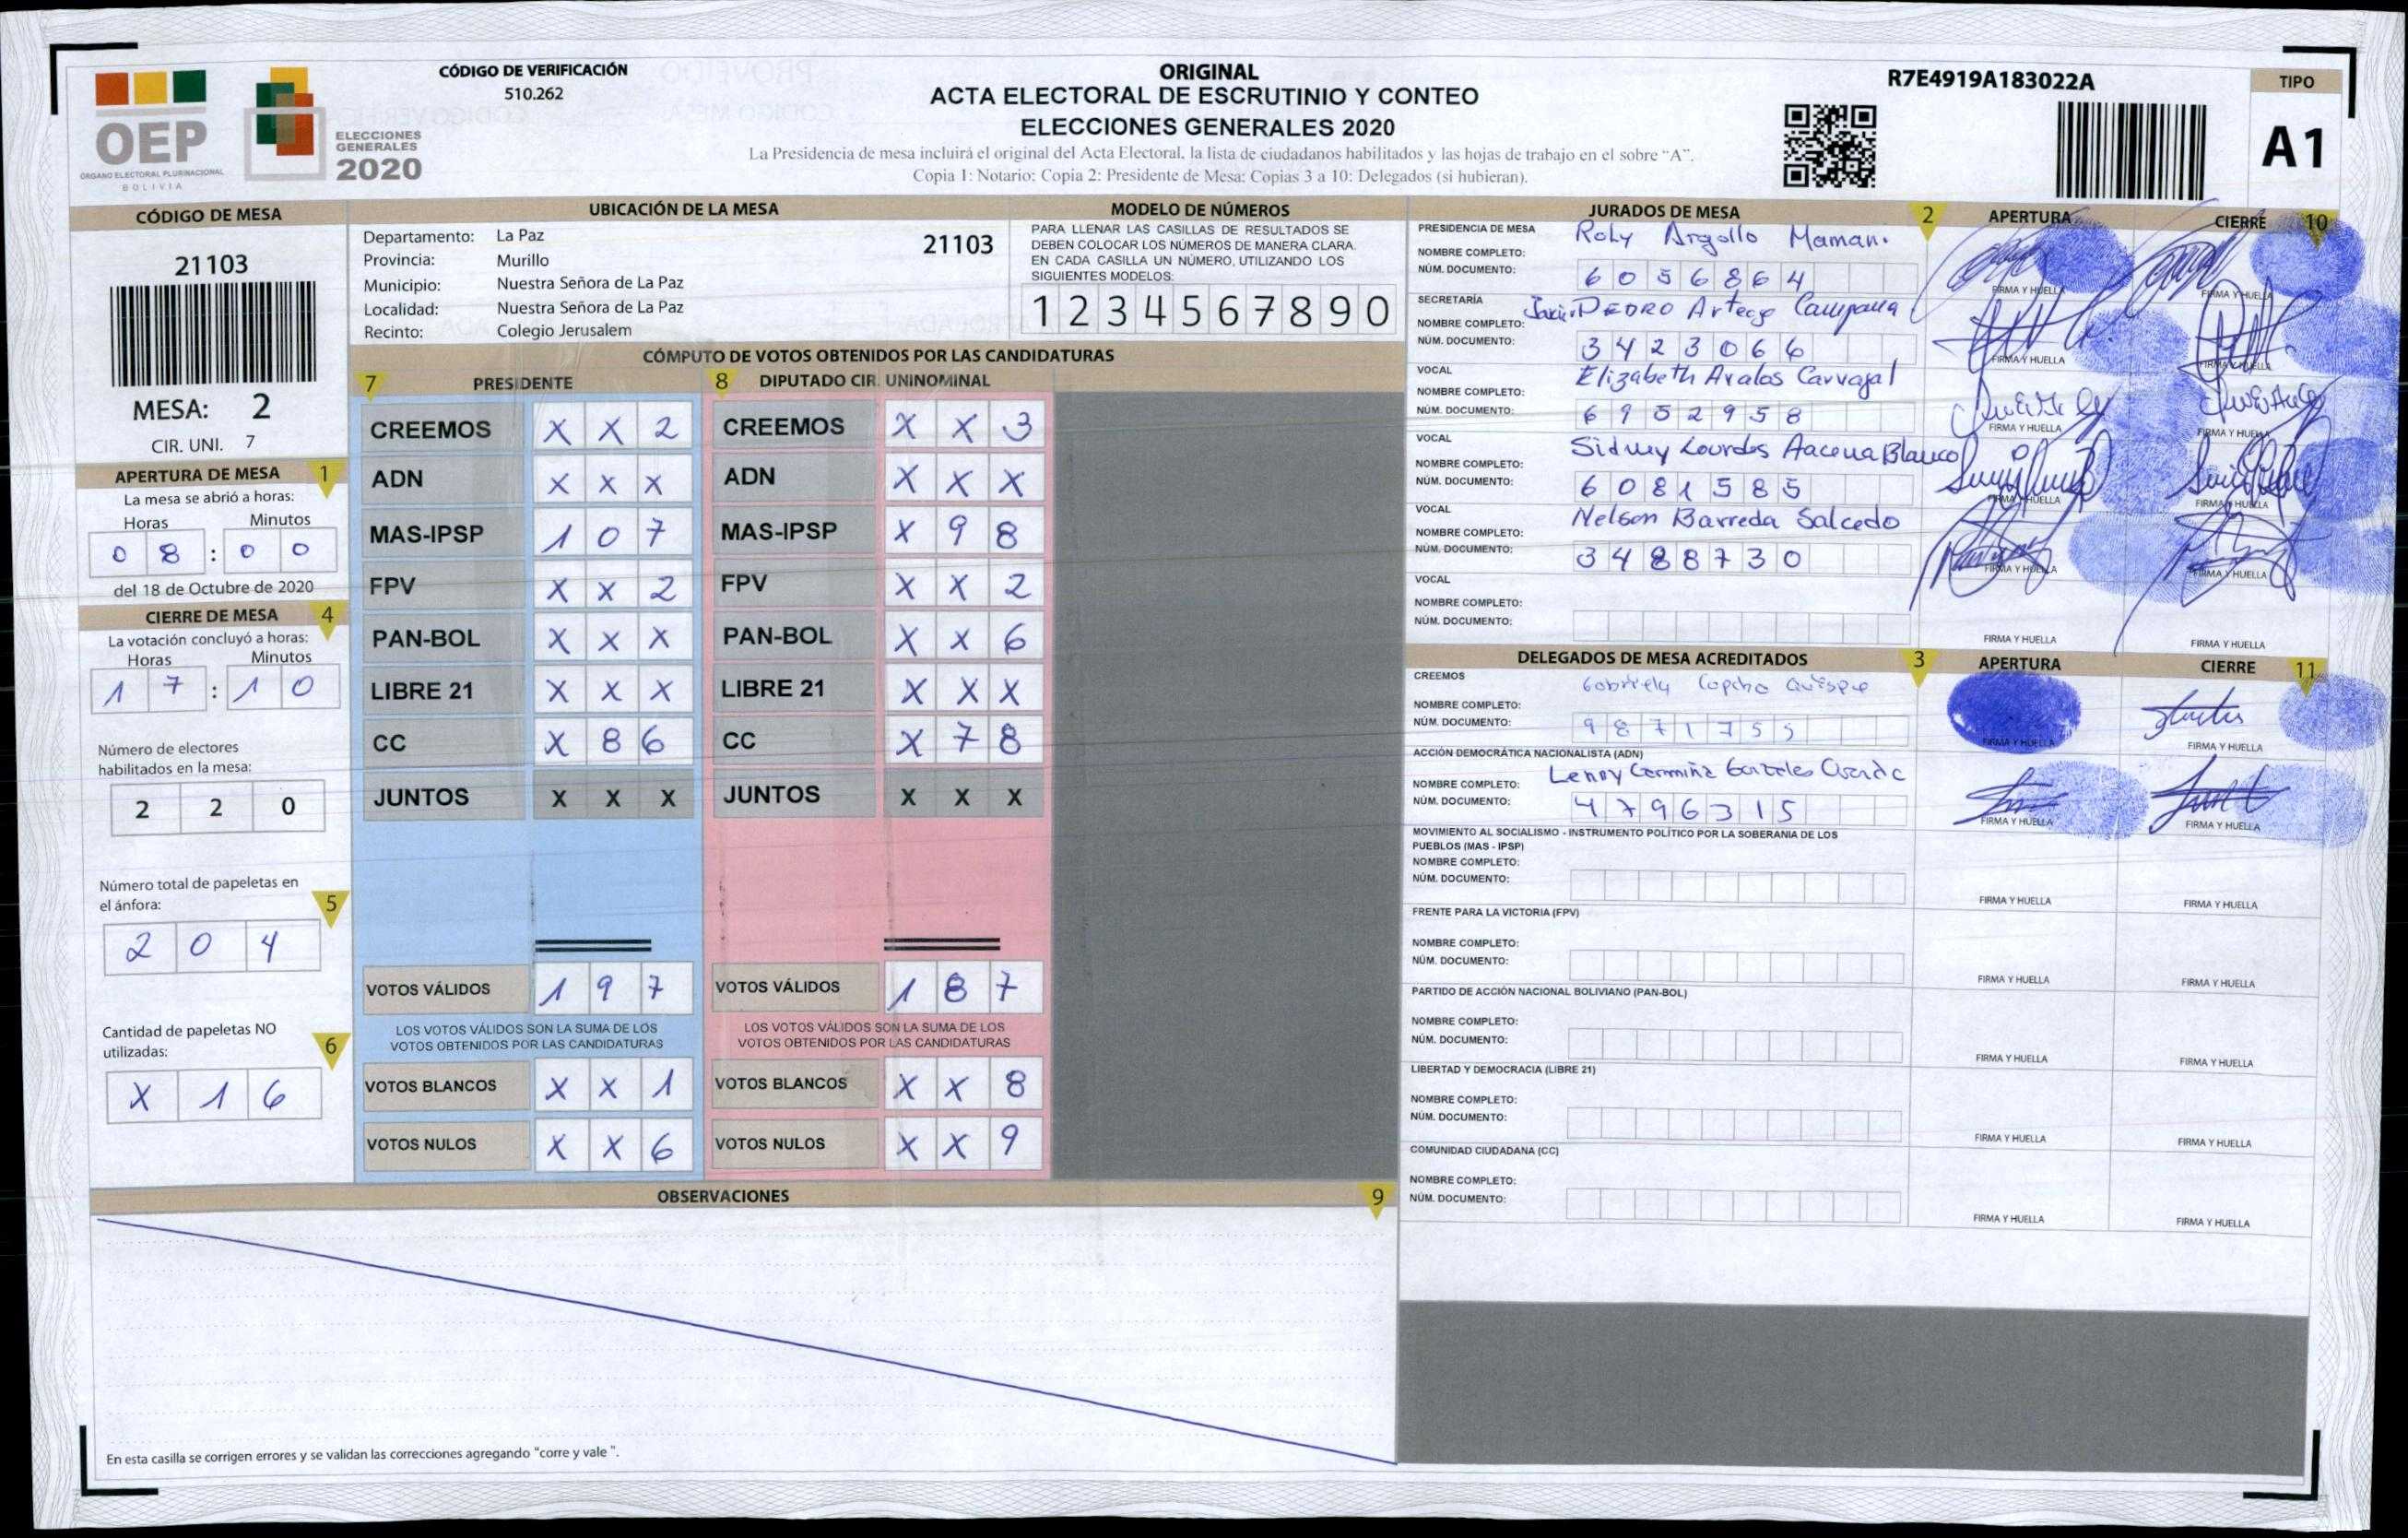 CÓDIGO DE VERIFICACIÓN
510.262
OEP
ÓRGANO ELECTORAL PLURINACIONAL
BOLIVIA
ELECCIONES
GENERALES
2020
ORIGINAL
ACTA ELECTORAL DE ESCRUTINIO Y CONTEO
ELECCIONES GENERALES 2020
La Presidencia de mesa incluirá el original del Acta Electoral, la lista de ciudadanos habilitados y las hojas de trabajo en el sobre “A”.
Copia 1: Notario: Copia 2: Presidente de Mesa: Copias 3 a 10: Delegados (si hubieran).
R7E4919A183022A
TIPO
A1
CÓDIGO DE MESA
21103
MESA: 2
CIR. UNI. 7
APERTURA DE MESA 1
La mesa se abrió a horas:
Horas Minutos
0 8 : 0 0
del 18 de Octubre de 2020
CIERRE DE MESA 4
La votación concluyó a horas:
Horas Minutos
1 7 : 1 0
Número de electores
habilitados en la mesa:
2 2 0
Número total de papeletas en
el ánfora: 5
2 0 4
Cantidad de papeletas NO
utilizadas: 6
X 1 6
UBICACIÓN DE LA MESA
Departamento: La Paz 21103
Provincia: Murillo
Municipio: Nuestra Señora de La Paz
Localidad: Nuestra Señora de La Paz
Recinto: Colegio Jerusalem
MODELO DE NÚMEROS
PARA LLENAR LAS CASILLAS DE RESULTADOS SE
DEBEN COLOCAR LOS NÚMEROS DE MANERA CLARA.
EN CADA CASILLA UN NÚMERO, UTILIZANDO LOS
SIGUIENTES MODELOS:
1 2 3 4 5 6 7 8 9 0
CÓMPUTO DE VOTOS OBTENIDOS POR LAS CANDIDATURAS
7 PRESIDENTE 8 DIPUTADO CIR. UNINOMINAL
CREEMOS X X 2 CREEMOS X X 3
ADN X X X ADN X X X
MAS-IPSP 1 0 7 MAS-IPSP X 9 8
FPV X X 2 FPV X X 2
PAN-BOL X X X PAN-BOL X X 6
LIBRE 21 X X X LIBRE 21 X X X
CC X 8 6 CC X 7 8
JUNTOS X X X JUNTOS X X X
VOTOS VÁLIDOS 1 9 7 VOTOS VÁLIDOS 1 8 7
LOS VOTOS VÁLIDOS SON LA SUMA DE LOS LOS VOTOS VÁLIDOS SON LA SUMA DE LOS
VOTOS OBTENIDOS POR LAS CANDIDATURAS VOTOS OBTENIDOS POR LAS CANDIDATURAS
VOTOS BLANCOS X X 1 VOTOS BLANCOS X X 8
VOTOS NULOS X X 6 VOTOS NULOS X X 9
OBSERVACIONES 9
En esta casilla se corrigen errores y se validan las correcciones agregando “corre y vale ”.
JURADOS DE MESA 2 APERTURA CIERRE 10
PRESIDENCIA DE MESA
NOMBRE COMPLETO: Roly Argollo Mamani
NÚM. DOCUMENTO: 6 0 5 6 8 6 4
FIRMA Y HUELLA FIRMA Y HUELLA
SECRETARÍA
NOMBRE COMPLETO: Javier PEDRO Arteaga Campana
NÚM. DOCUMENTO: 3 4 2 3 0 6 6
FIRMA Y HUELLA FIRMA Y HUELLA
VOCAL
NOMBRE COMPLETO: Elizabeth Avalos Carvajal
NÚM. DOCUMENTO: 6 9 5 2 9 5 8
FIRMA Y HUELLA FIRMA Y HUELLA
VOCAL
NOMBRE COMPLETO: Sidney Lourdes Blanco
NÚM. DOCUMENTO: 6 0 8 1 5 8 5
FIRMA Y HUELLA FIRMA Y HUELLA
VOCAL
NOMBRE COMPLETO: Nelson Barreda Salcedo
NÚM. DOCUMENTO: 3 4 8 8 7 3 0
FIRMA Y HUELLA FIRMA Y HUELLA
VOCAL
NOMBRE COMPLETO:
NÚM. DOCUMENTO:
FIRMA Y HUELLA FIRMA Y HUELLA
DELEGADOS DE MESA ACREDITADOS 3 APERTURA CIERRE 11
CREEMOS
NOMBRE COMPLETO: Gabriela Quispe
NÚM. DOCUMENTO: 9 8 7 1 7 5 5
FIRMA Y HUELLA FIRMA Y HUELLA
ACCIÓN DEMOCRÁTICA NACIONALISTA (ADN)
NOMBRE COMPLETO: Lenny
NÚM. DOCUMENTO: 4 7 9 6 3 1 5
FIRMA Y HUELLA FIRMA Y HUELLA
MOVIMIENTO AL SOCIALISMO - INSTRUMENTO POLÍTICO POR LA SOBERANIA DE LOS
PUEBLOS (MAS - IPSP)
NOMBRE COMPLETO:
NÚM. DOCUMENTO:
FIRMA Y HUELLA FIRMA Y HUELLA
FRENTE PARA LA VICTORIA (FPV)
NOMBRE COMPLETO:
NÚM. DOCUMENTO:
FIRMA Y HUELLA FIRMA Y HUELLA
PARTIDO DE ACCIÓN NACIONAL BOLIVIANO (PAN-BOL)
NOMBRE COMPLETO:
NÚM. DOCUMENTO:
FIRMA Y HUELLA FIRMA Y HUELLA
LIBERTAD Y DEMOCRACIA (LIBRE 21)
NOMBRE COMPLETO:
NÚM. DOCUMENTO:
FIRMA Y HUELLA FIRMA Y HUELLA
COMUNIDAD CIUDADANA (CC)
NOMBRE COMPLETO:
NÚM. DOCUMENTO:
FIRMA Y HUELLA FIRMA Y HUELLA